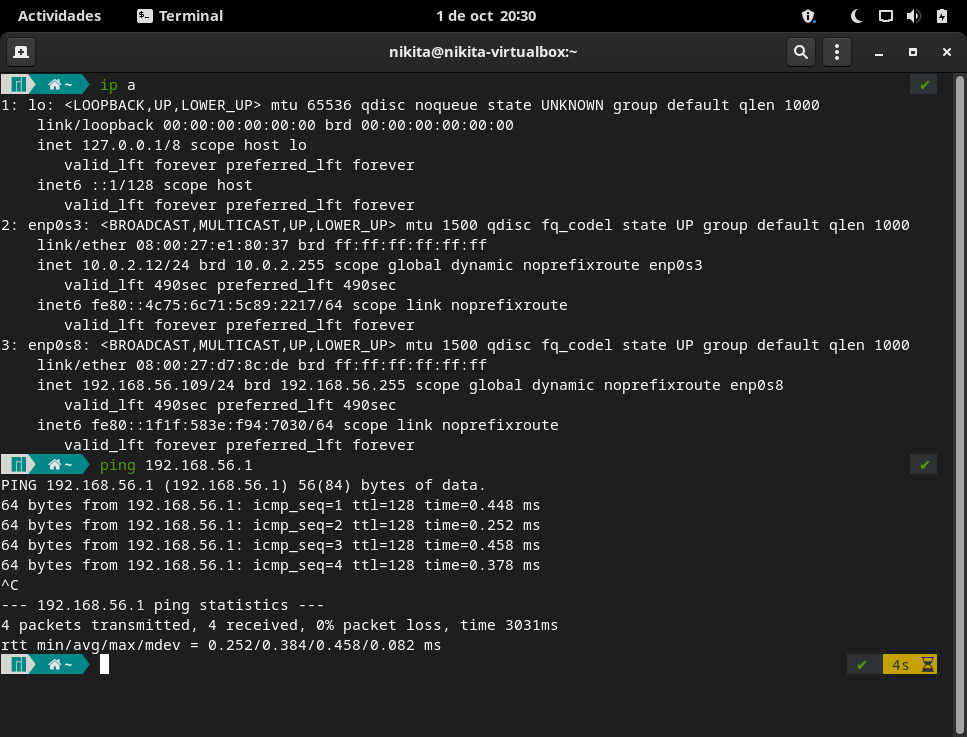 Actividades Terminal 1 de oct 20:30
nikita@nikita-virtualbox:~
~ ip a
1: lo: <LOOPBACK,UP,LOWER_UP> mtu 65536 qdisc noqueue state UNKNOWN group default qlen 1000
    link/loopback 00:00:00:00:00:00 brd 00:00:00:00:00:00
    inet 127.0.0.1/8 scope host lo
       valid_lft forever preferred_lft forever
    inet6 ::1/128 scope host
       valid_lft forever preferred_lft forever
2: enp0s3: <BROADCAST,MULTICAST,UP,LOWER_UP> mtu 1500 qdisc fq_codel state UP group default qlen 1000
    link/ether 08:00:27:e1:80:37 brd ff:ff:ff:ff:ff:ff
    inet 10.0.2.12/24 brd 10.0.2.255 scope global dynamic noprefixroute enp0s3
       valid_lft 490sec preferred_lft 490sec
    inet6 fe80::4c75:6c71:5c89:2217/64 scope link noprefixroute
       valid_lft forever preferred_lft forever
3: enp0s8: <BROADCAST,MULTICAST,UP,LOWER_UP> mtu 1500 qdisc fq_codel state UP group default qlen 1000
    link/ether 08:00:27:d7:8c:de brd ff:ff:ff:ff:ff:ff
    inet 192.168.56.109/24 brd 192.168.56.255 scope global dynamic noprefixroute enp0s8
       valid_lft 490sec preferred_lft 490sec
    inet6 fe80::1f1f:583e:f94:7030/64 scope link noprefixroute
       valid_lft forever preferred_lft forever
~ ping 192.168.56.1
PING 192.168.56.1 (192.168.56.1) 56(84) bytes of data.
64 bytes from 192.168.56.1: icmp_seq=1 ttl=128 time=0.448 ms
64 bytes from 192.168.56.1: icmp_seq=2 ttl=128 time=0.252 ms
64 bytes from 192.168.56.1: icmp_seq=3 ttl=128 time=0.458 ms
64 bytes from 192.168.56.1: icmp_seq=4 ttl=128 time=0.378 ms
^C
--- 192.168.56.1 ping statistics ---
4 packets transmitted, 4 received, 0% packet loss, time 3031ms
rtt min/avg/max/mdev = 0.252/0.384/0.458/0.082 ms
~ 4s